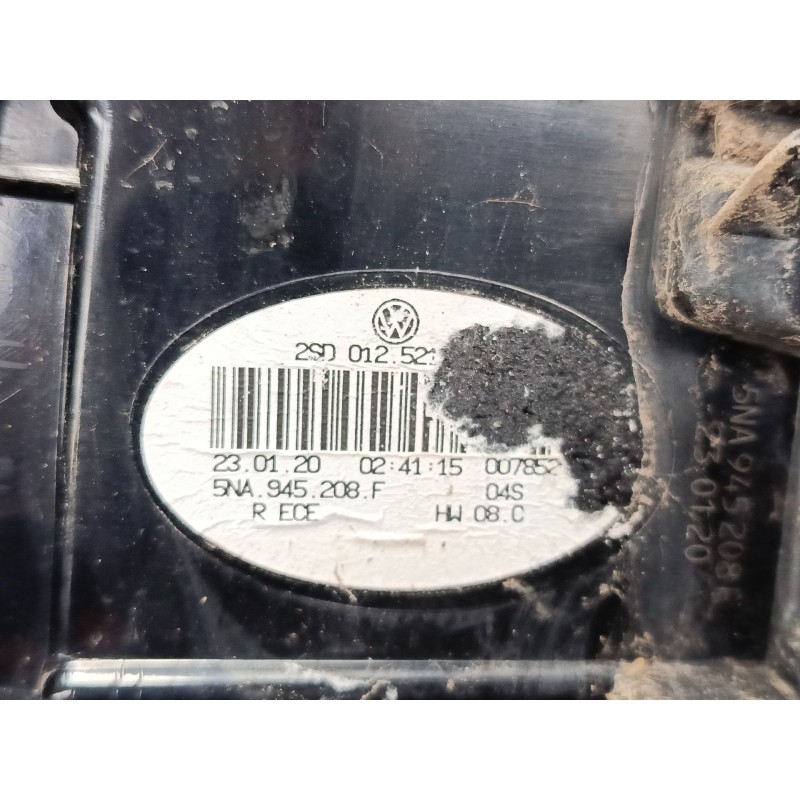 2SD 012.521
23.01.20 02:41:15 007852
5NA.945.208.F 04S
R ECE HW 08.C
5NA 945 208
23.01.20